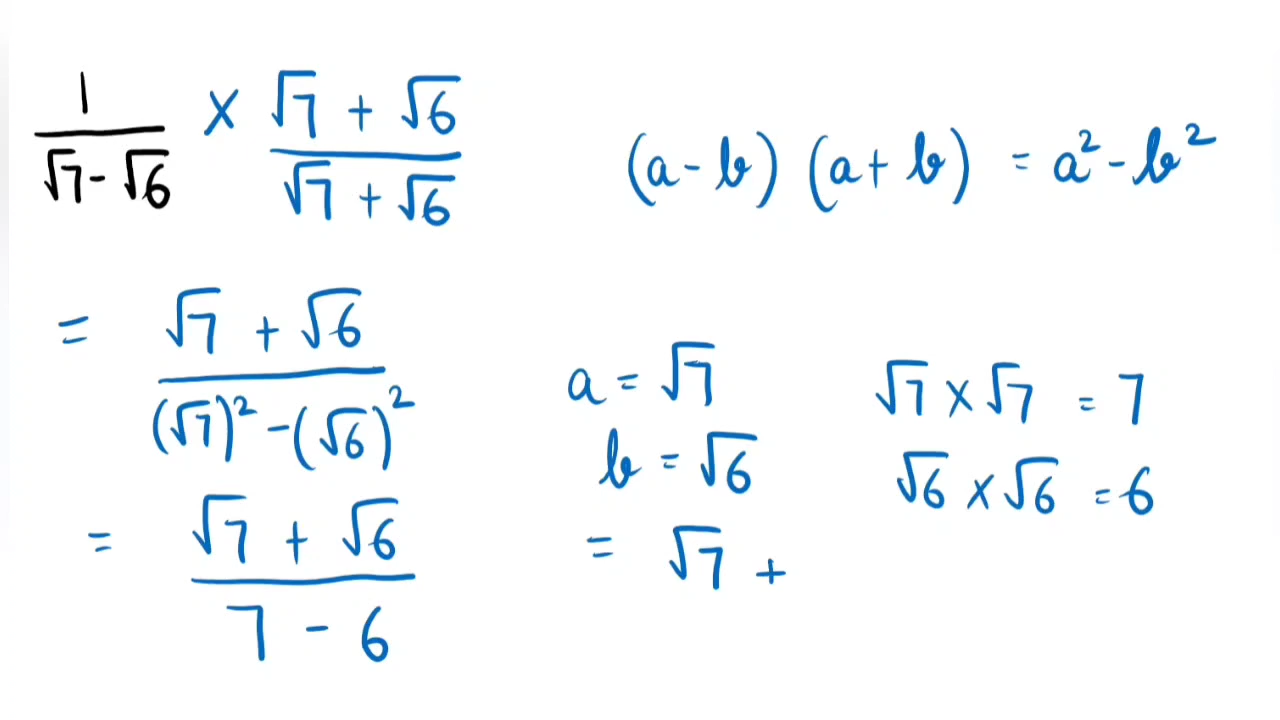 1/(√7-√6) × (√7 + √6)/(√7 + √6)
(a - b) (a + b) = a² - b²
= (√7 + √6)/((√7)² - (√6)²)
= (√7 + √6)/(7 - 6)
a = √7
b = √6
= √7 +
√7 × √7 = 7
√6 × √6 = 6